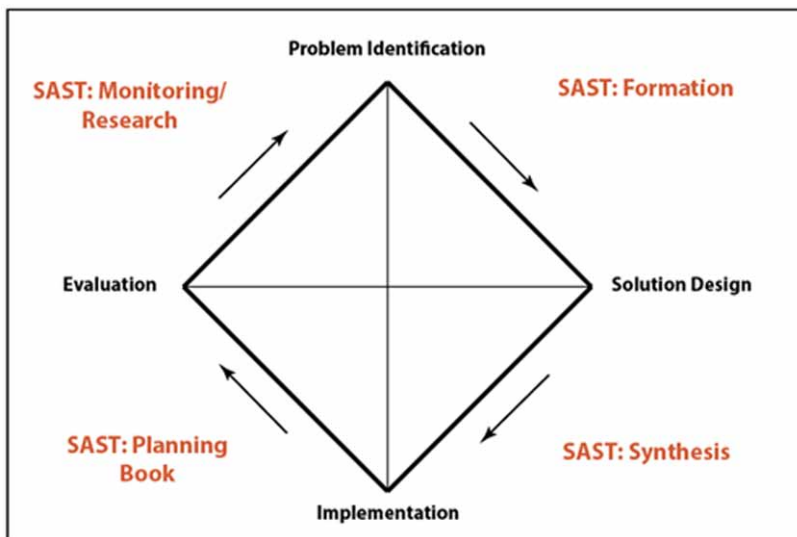 Problem Identification
SAST: Monitoring/
Research
SAST: Formation
Evaluation
Solution Design
SAST: Planning
Book
SAST: Synthesis
Implementation